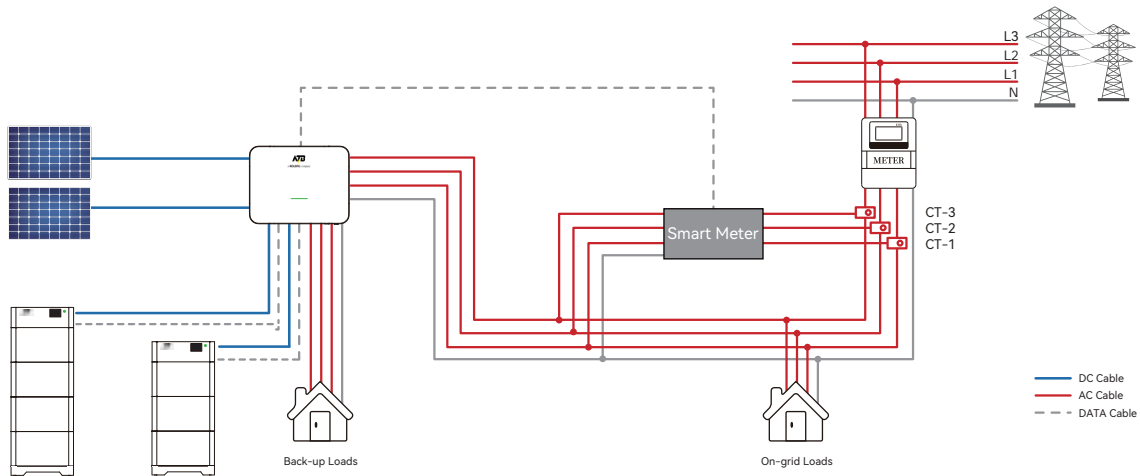 L3
L2
L1
N
METER
CT-3
CT-2
CT-1
Smart Meter
DC Cable
AC Cable
DATA Cable
Back-up Loads
On-grid Loads